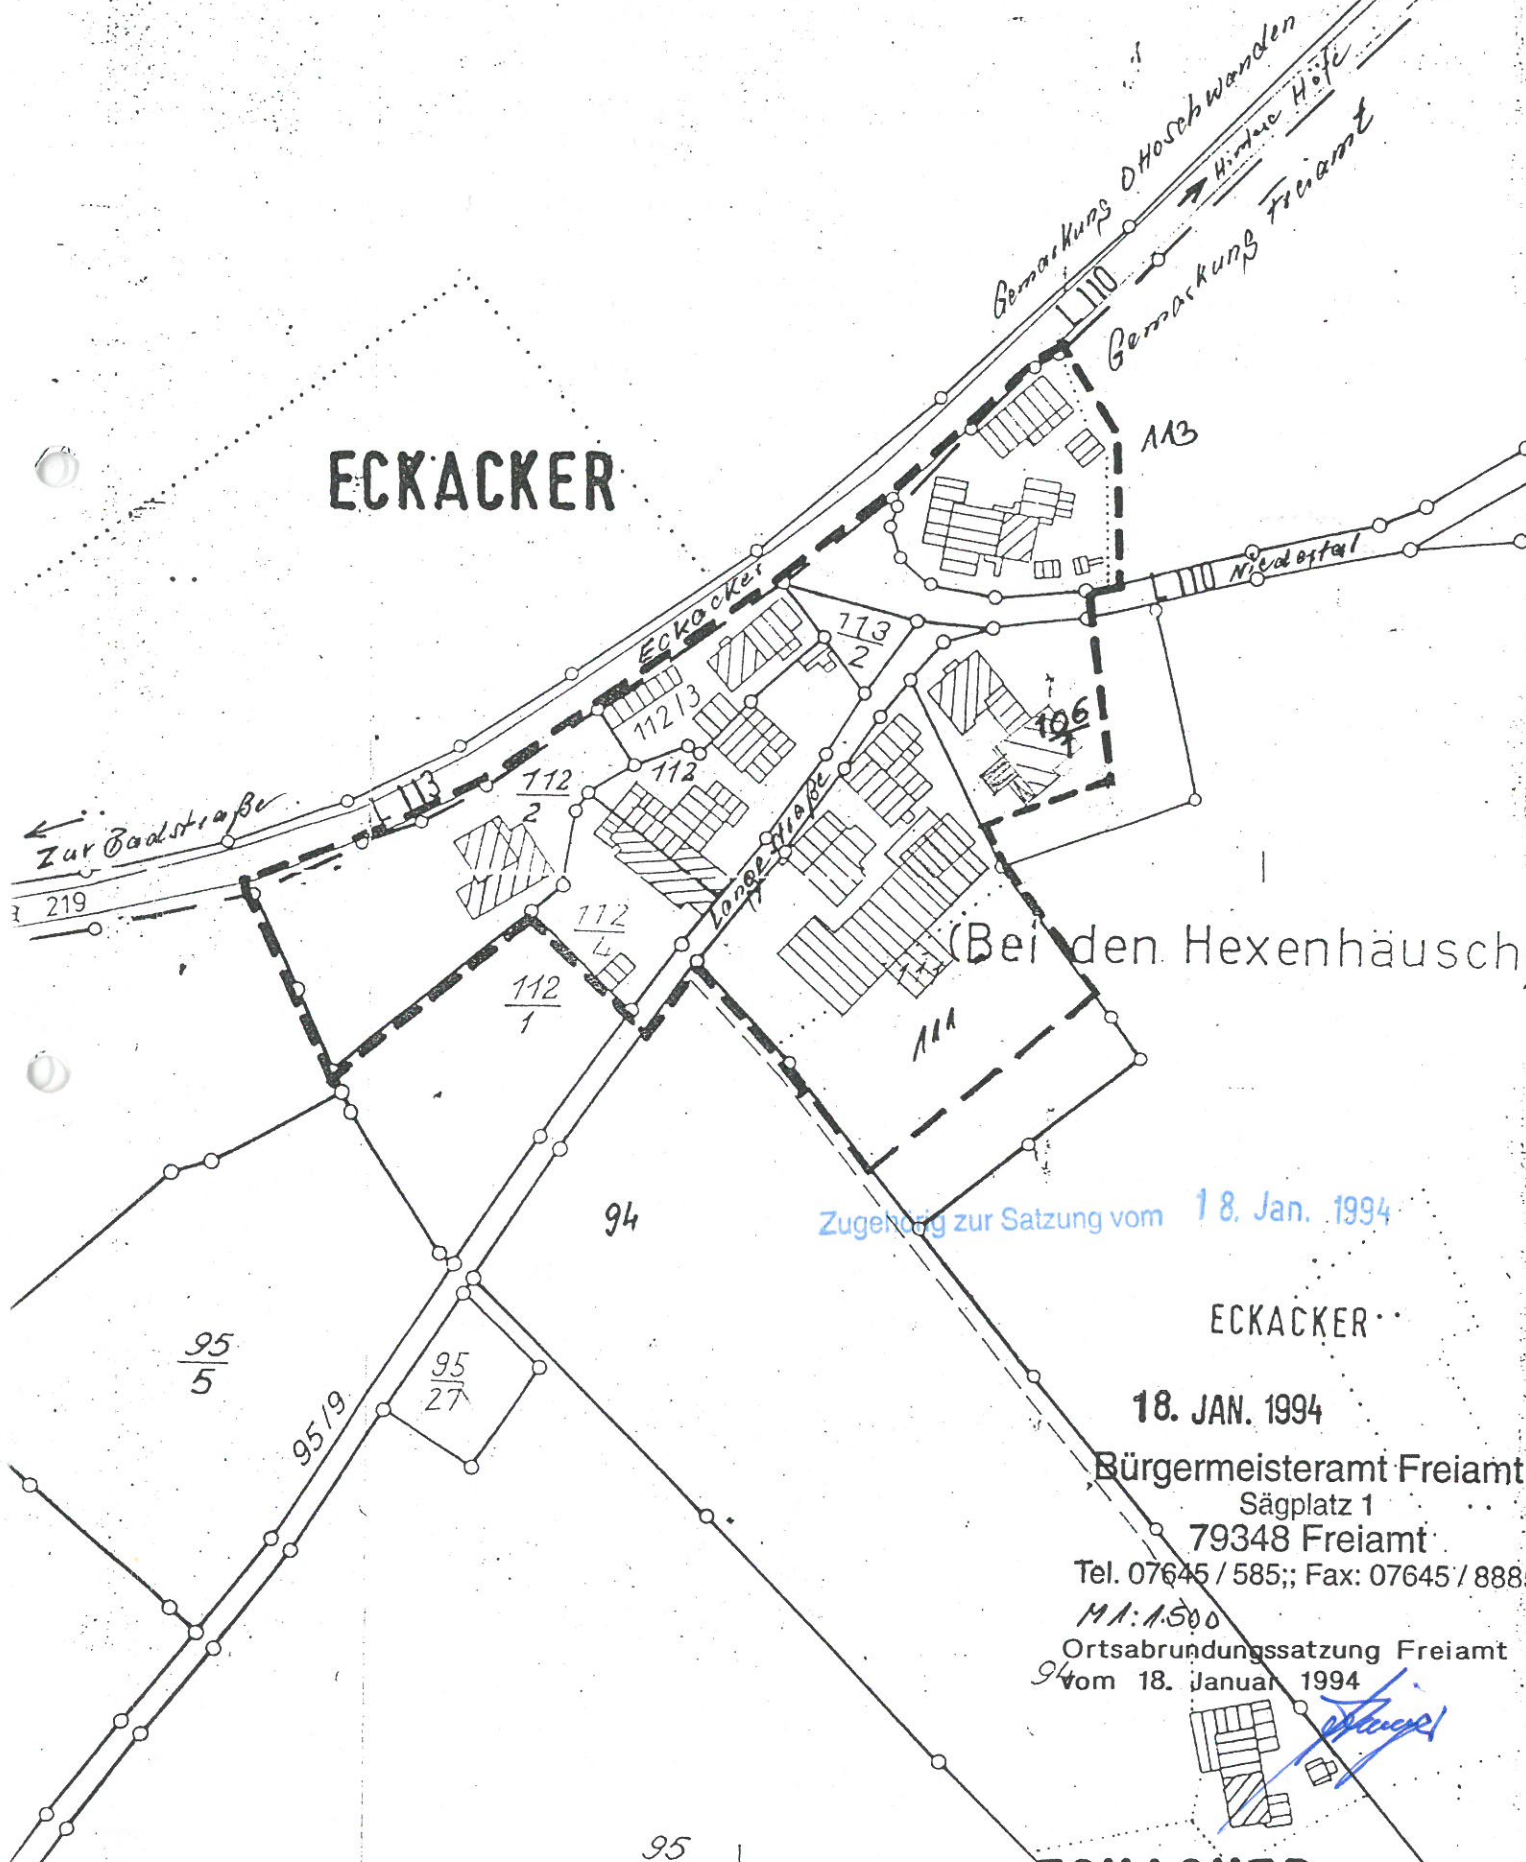 Gemarkung Ottoschwanden
Hintere Höfe
Gemarkung Freiamt
L 110
113
ECKACKER
L 110 Niedertal
Eckacker
113
2
112/3
106
1
112
112
2
L 113
Zur Badstraße
219
Lange Straße
(Bei den Hexenhäusch
112
4
112
1
111
111
94
Zugehörig zur Satzung vom 18. Jan. 1994
ECKACKER
95
5
95
27
95/9
18. JAN. 1994
Bürgermeisteramt Freiamt
Sägplatz 1
79348 Freiamt
Tel. 07645 / 585;; Fax: 07645 / 888
M 1:1500
Ortsabrundungssatzung Freiamt
94
vom 18. Januar 1994
95